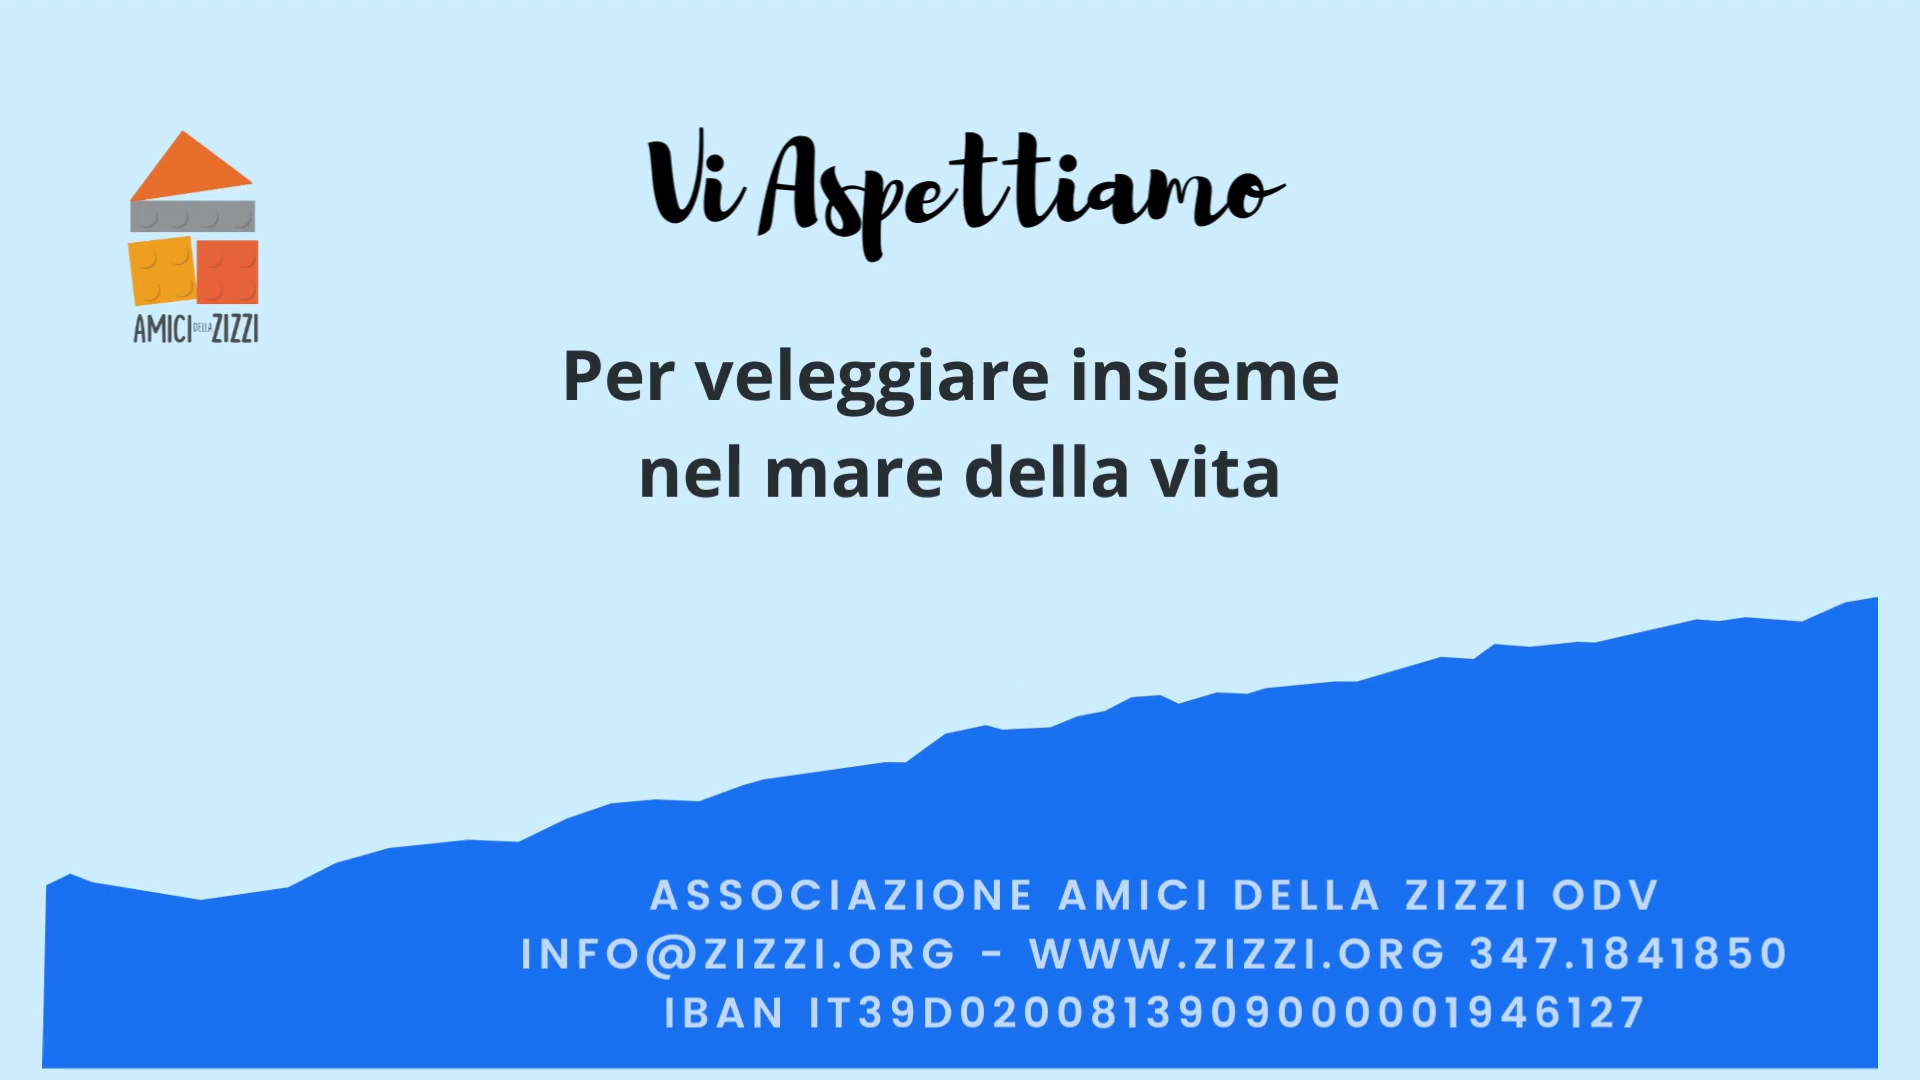 Vi Aspettiamo
AMICI DELLA ZIZZI
Per veleggiare insieme
nel mare della vita
ASSOCIAZIONE AMICI DELLA ZIZZI ODV
INFO@ZIZZI.ORG - WWW.ZIZZI.ORG 347.1841850
IBAN IT39D0200813909000001946127